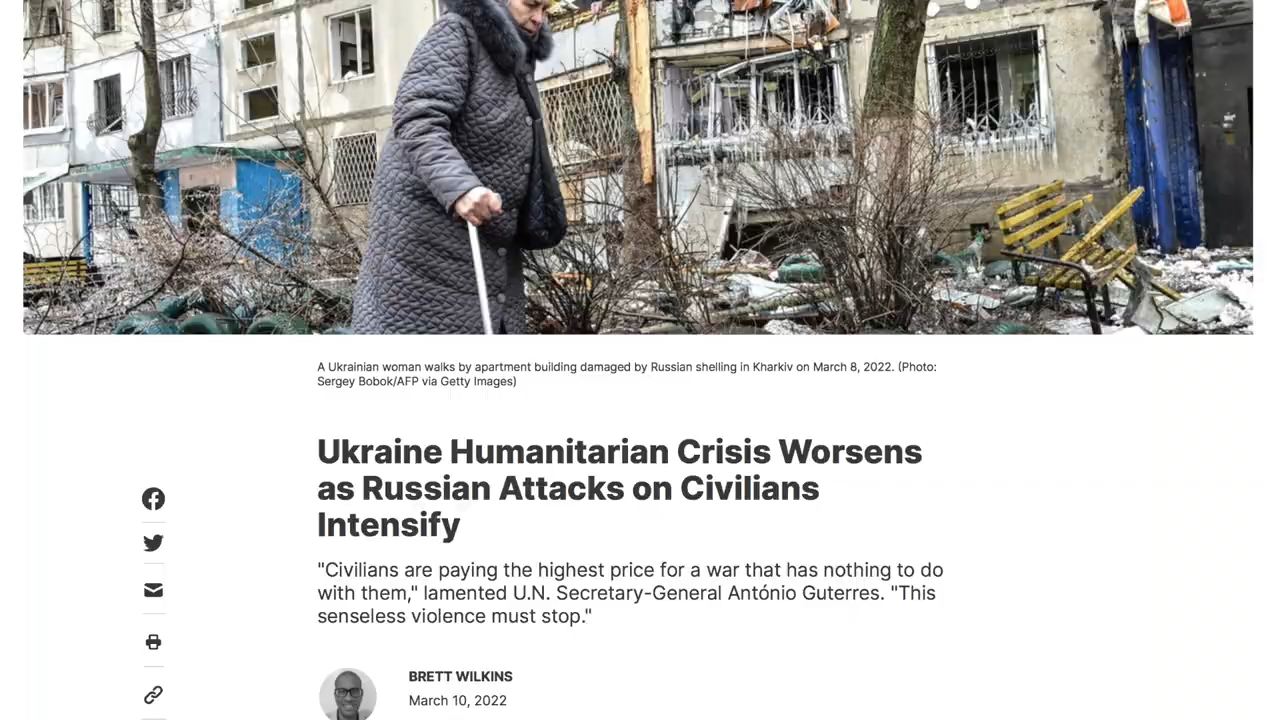 A Ukrainian woman walks by apartment building damaged by Russian shelling in Kharkiv on March 8, 2022. (Photo:
Sergey Bobok/AFP via Getty Images)
Ukraine Humanitarian Crisis Worsens
as Russian Attacks on Civilians
Intensify
"Civilians are paying the highest price for a war that has nothing to do
with them," lamented U.N. Secretary-General António Guterres. "This
senseless violence must stop."
BRETT WILKINS
March 10, 2022